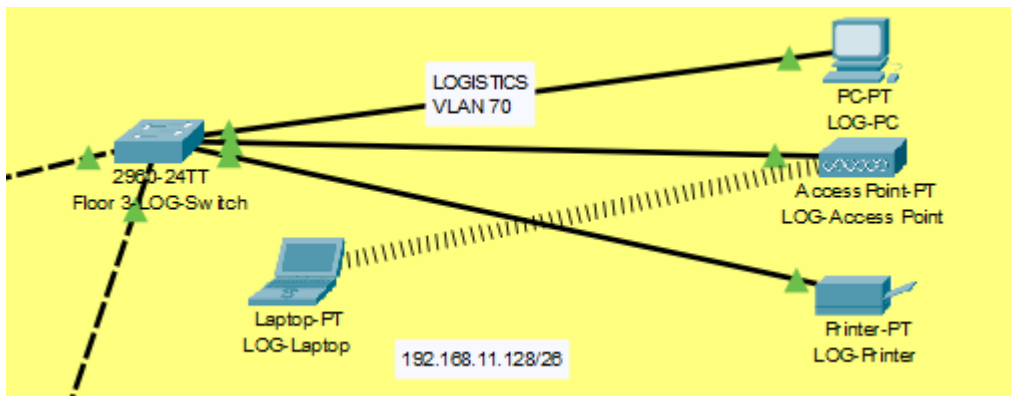 LOGISTICS
VLAN 70
PC-PT
LOG-PC
2960-24TT
Floor 3-LOG-Switch
Access Point-PT
LOG-Access Point
Laptop-PT
LOG-Laptop
Printer-PT
LOG-Printer
192.168.11.128/26